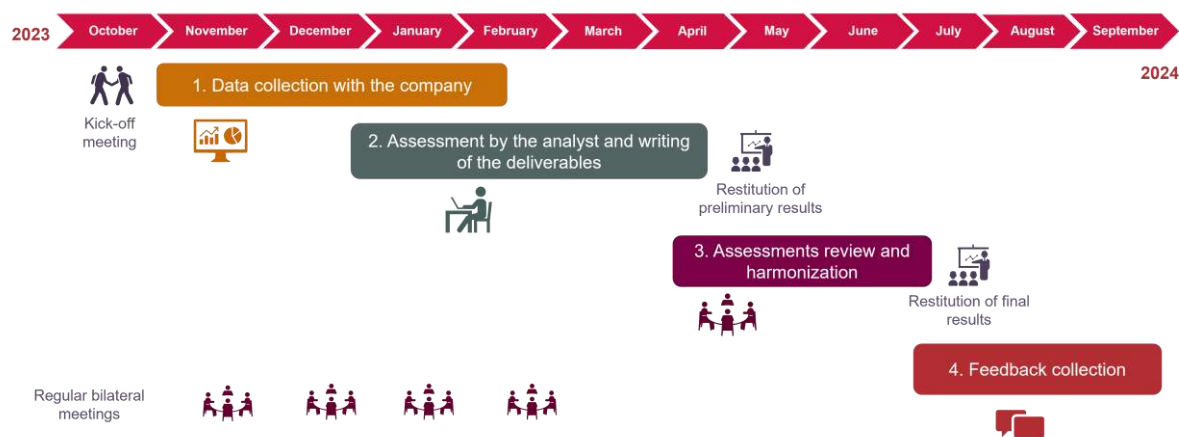 2023
October
November
December
January
February
March
April
May
June
July
August
September
2024
Kick-off
meeting
1. Data collection with the company
2. Assessment by the analyst and writing
of the deliverables
Restitution of
preliminary results
3. Assessments review and
harmonization
Restitution of final
results
4. Feedback collection
Regular bilateral
meetings